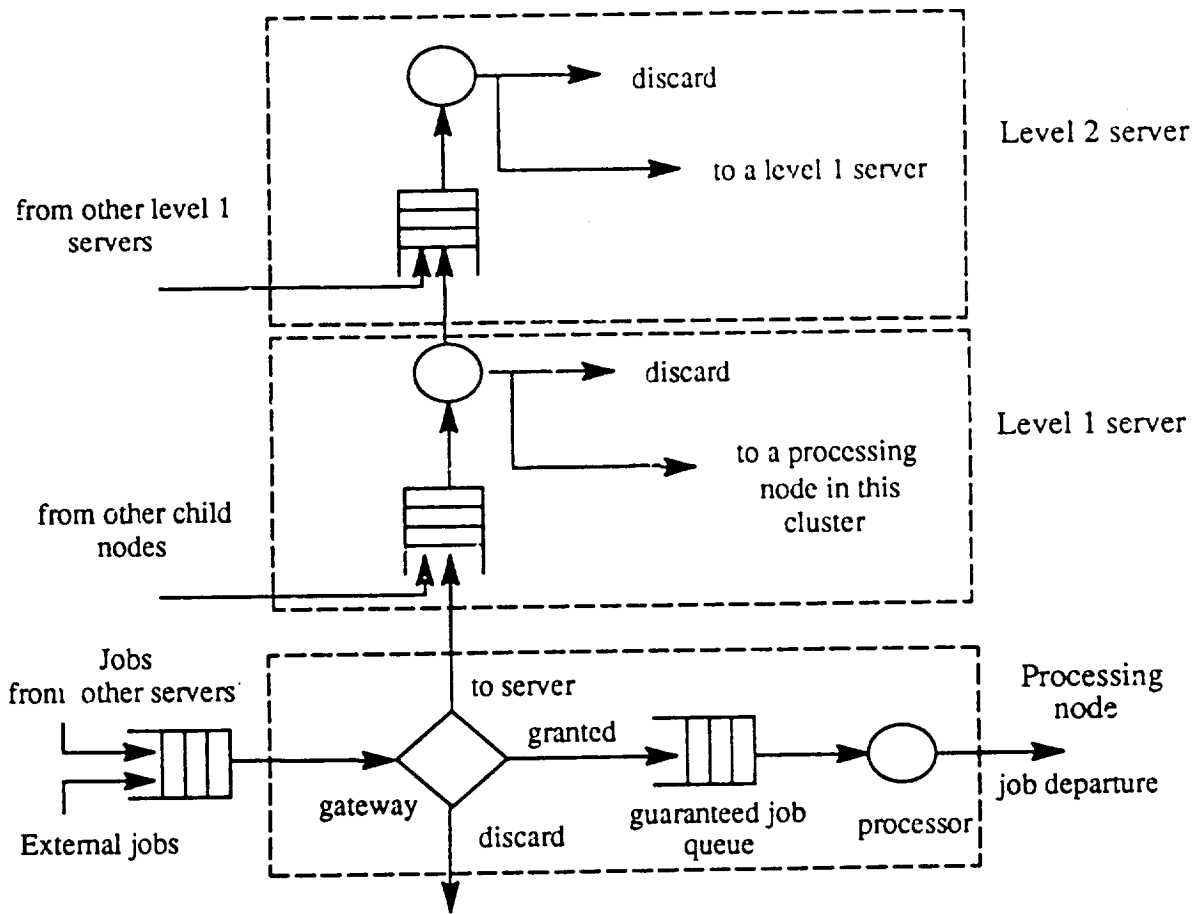 discard
Level 2 server
to a level 1 server
from other level 1
servers
discard
Level 1 server
to a processing
node in this
cluster
from other child
nodes
Jobs
from other servers
to server
Processing
node
granted
gateway
guaranteed job
queue
processor
job departure
discard
External jobs